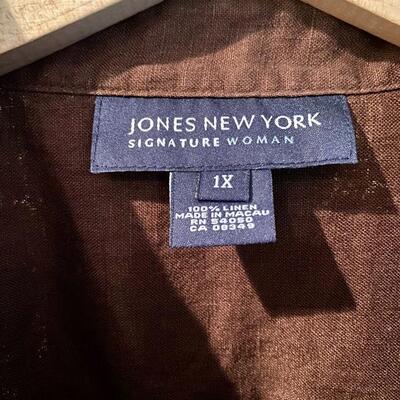 JONES NEW YORK
SIGNATURE WOMAN
1X
100% LINEN
MADE IN MACAU
RN 54050
CA 08349